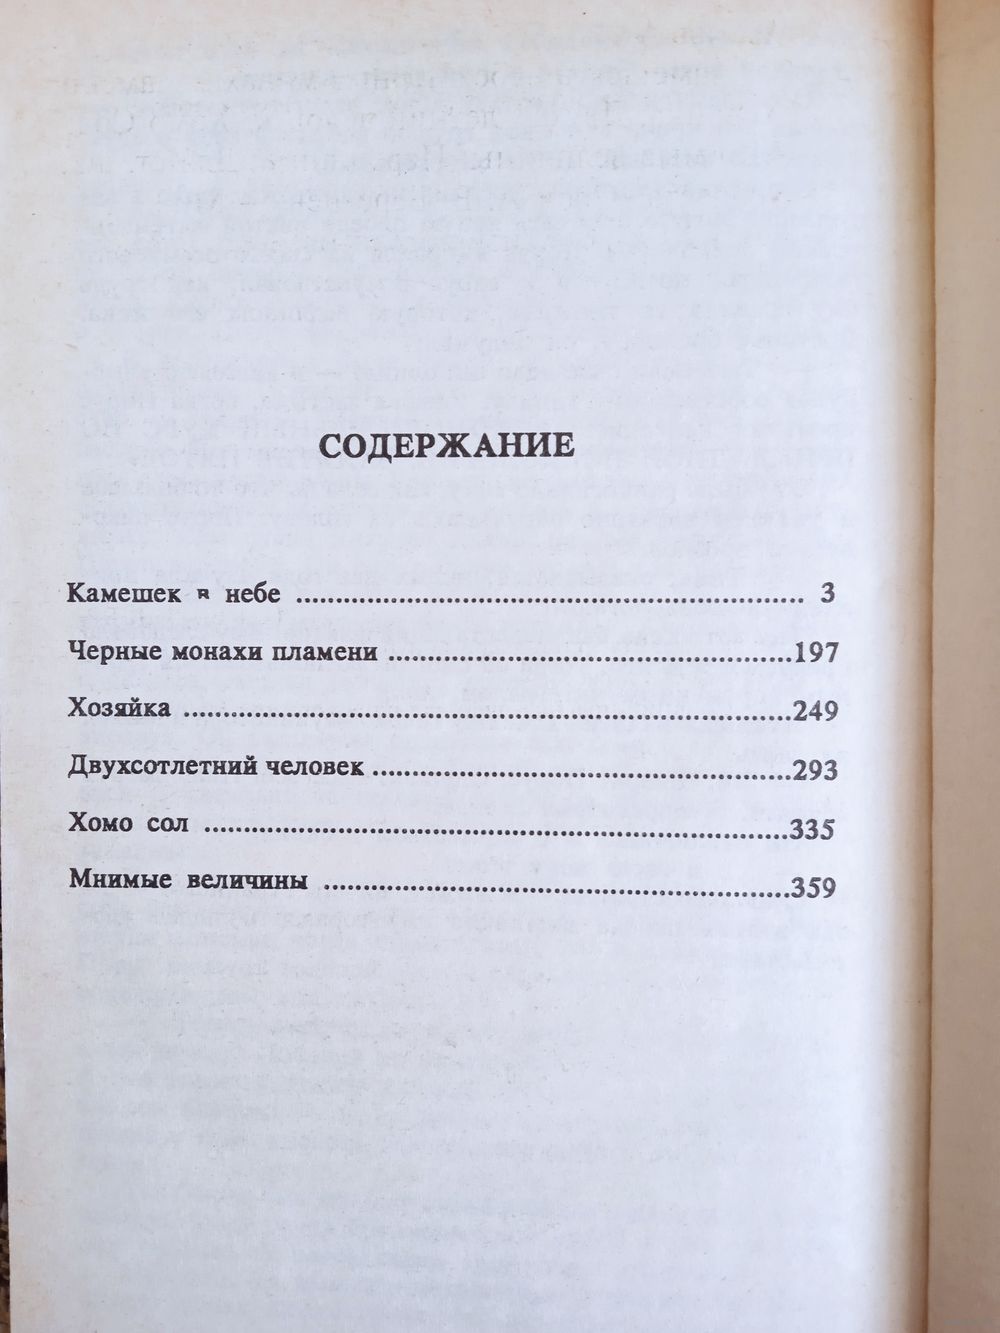 СОДЕРЖАНИЕ
Камешек в небе ................................................................ 3
Черные монахи пламени ...................................................197
Хозяйка .............................................................................249
Двухсотлетний человек .....................................................293
Хомо сол ..........................................................................335
Мнимые величины ...........................................................359